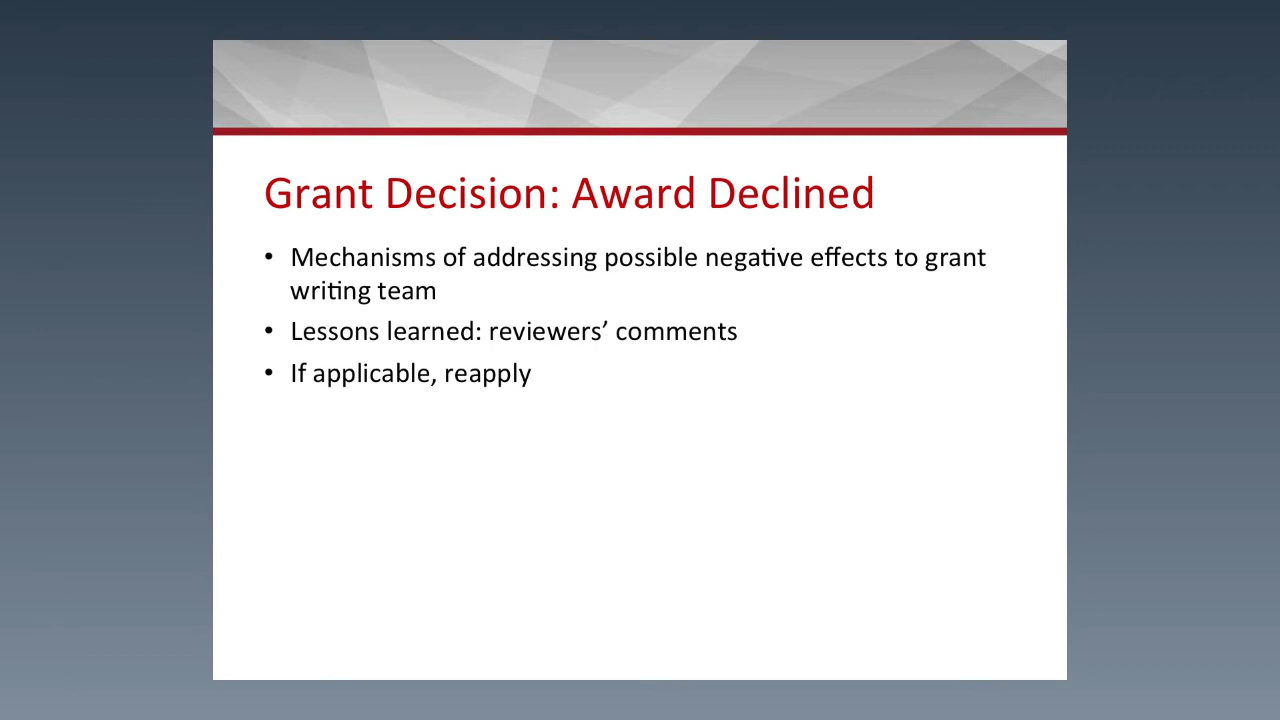 Grant Decision: Award Declined
• Mechanisms of addressing possible negative effects to grant
writing team
• Lessons learned: reviewers’ comments
• If applicable, reapply